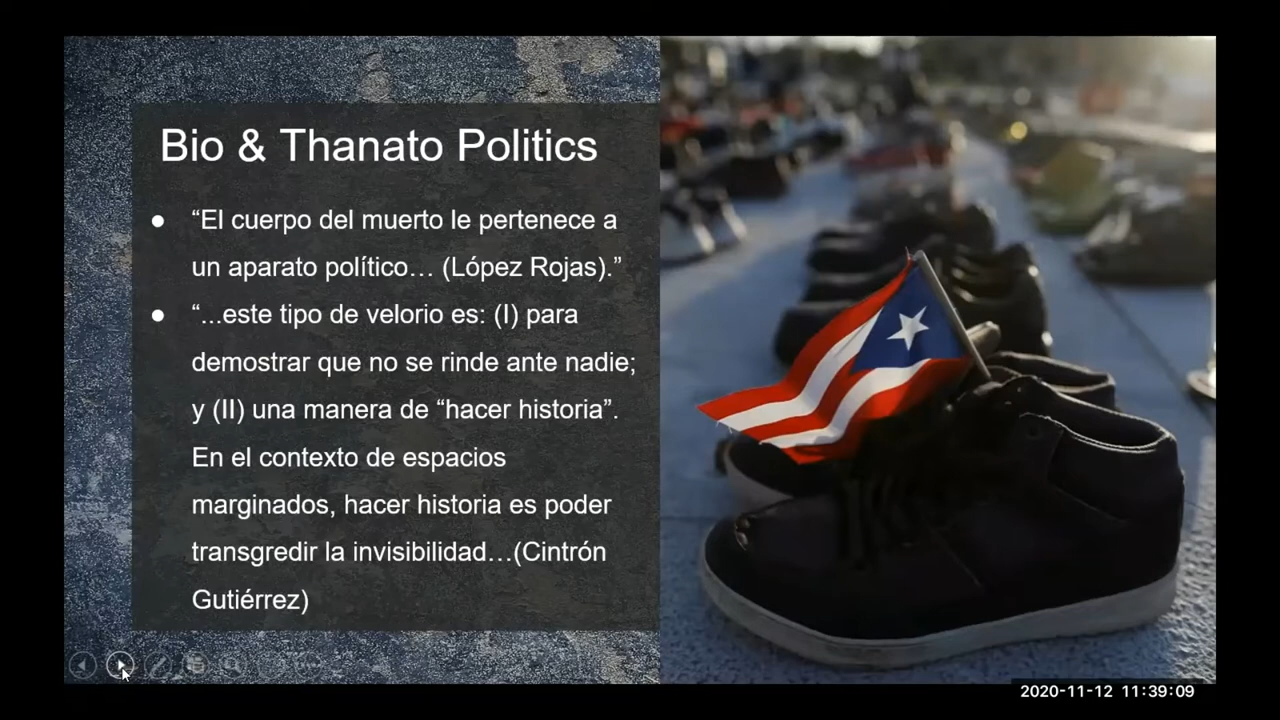 Bio & Thanato Politics
● “El cuerpo del muerto le pertenece a
un aparato político… (López Rojas).”
● “...este tipo de velorio es: (I) para
demostrar que no se rinde ante nadie;
y (II) una manera de “hacer historia”.
En el contexto de espacios
marginados, hacer historia es poder
transgredir la invisibilidad…(Cintrón
Gutiérrez)
2020-11-12 11:39:09